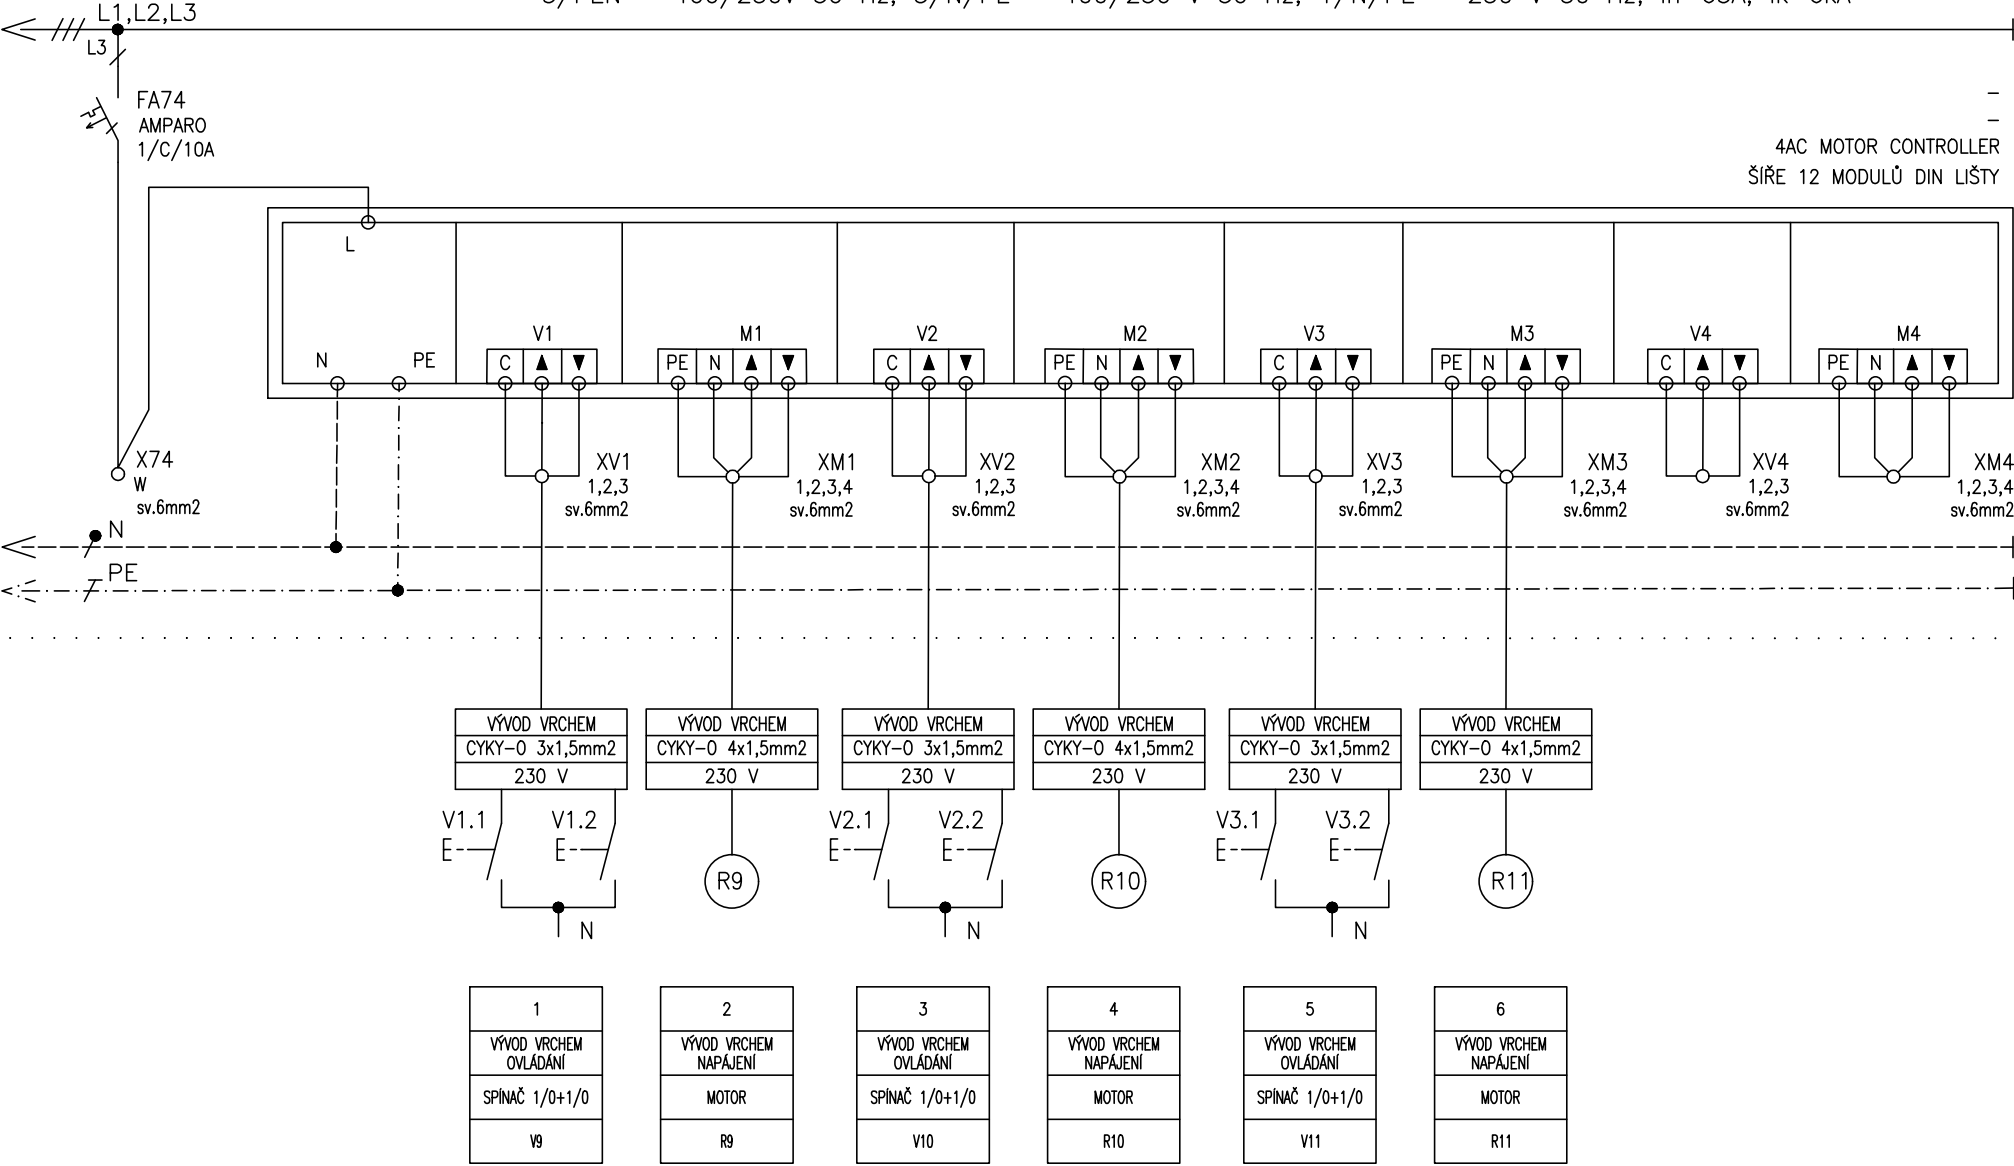 L1,L2,L3
L3
FA74
AMPARO
1/C/10A
–
–
4AC MOTOR CONTROLLER
ŠÍŘE 12 MODULŮ DIN LIŠTY
L
N PE
V1 M1 V2 M2 V3 M3 V4 M4
C ▲ ▼ PE N ▲ ▼ C ▲ ▼ PE N ▲ ▼ C ▲ ▼ PE N ▲ ▼ C ▲ ▼ PE N ▲ ▼
X74 XV1 XM1 XV2 XM2 XV3 XM3 XV4 XM4
W 1,2,3 1,2,3,4 1,2,3 1,2,3,4 1,2,3 1,2,3,4 1,2,3 1,2,3,4
sv.6mm2 sv.6mm2 sv.6mm2 sv.6mm2 sv.6mm2 sv.6mm2 sv.6mm2 sv.6mm2 sv.6mm2
N
PE
VÝVOD VRCHEM VÝVOD VRCHEM VÝVOD VRCHEM VÝVOD VRCHEM VÝVOD VRCHEM VÝVOD VRCHEM
CYKY-O 3x1,5mm2 CYKY-O 4x1,5mm2 CYKY-O 3x1,5mm2 CYKY-O 4x1,5mm2 CYKY-O 3x1,5mm2 CYKY-O 4x1,5mm2
230 V 230 V 230 V 230 V 230 V 230 V
V1.1 V1.2 V2.1 V2.2 V3.1 V3.2
R9 R10 R11
N N N
1 2 3 4 5 6
VÝVOD VRCHEM VÝVOD VRCHEM VÝVOD VRCHEM VÝVOD VRCHEM VÝVOD VRCHEM VÝVOD VRCHEM
OVLÁDÁNÍ NAPÁJENÍ OVLÁDÁNÍ NAPÁJENÍ OVLÁDÁNÍ NAPÁJENÍ
SPÍNAČ 1/0+1/0 MOTOR SPÍNAČ 1/0+1/0 MOTOR SPÍNAČ 1/0+1/0 MOTOR
V9 R9 V10 R10 V11 R11